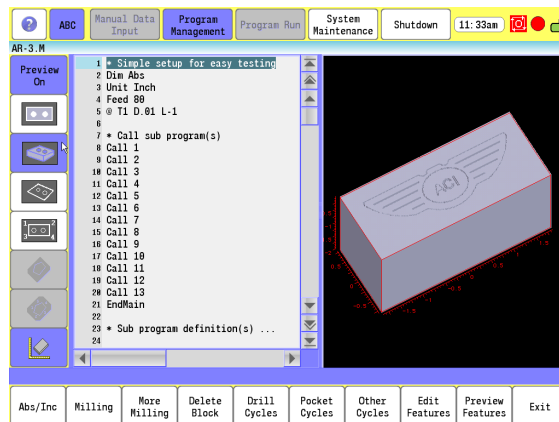 ?
ABC
Manual Data Input
Program Management
Program Run
System Maintenance
Shutdown
11:33am
AR-3.M
Preview On
1 * Simple setup for easy testing
2 Dim Abs
3 Unit Inch
4 Feed 80
5 @ T1 D.01 L-1
6
7 * Call sub program(s)
8 Call 1
9 Call 2
10 Call 3
11 Call 4
12 Call 5
13 Call 6
14 Call 7
15 Call 8
16 Call 9
17 Call 10
18 Call 11
19 Call 12
20 Call 13
21 EndMain
22
23 * Sub program definition(s) ...
24
1 2
3 4
ACI
Abs/Inc
Milling
More Milling
Delete Block
Drill Cycles
Pocket Cycles
Other Cycles
Edit Features
Preview Features
Exit